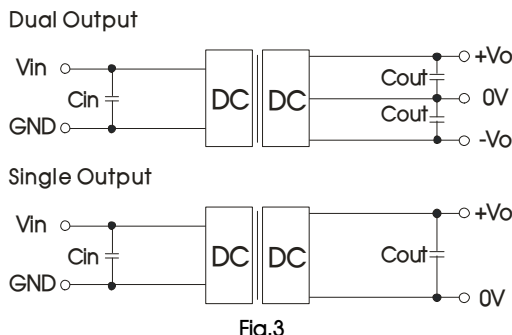 Dual Output
Vin
Cin
GND
DC DC
Cout
Cout
+Vo
0V
-Vo
Single Output
Vin
Cin
GND
DC DC
Cout
+Vo
0V
Fig.3